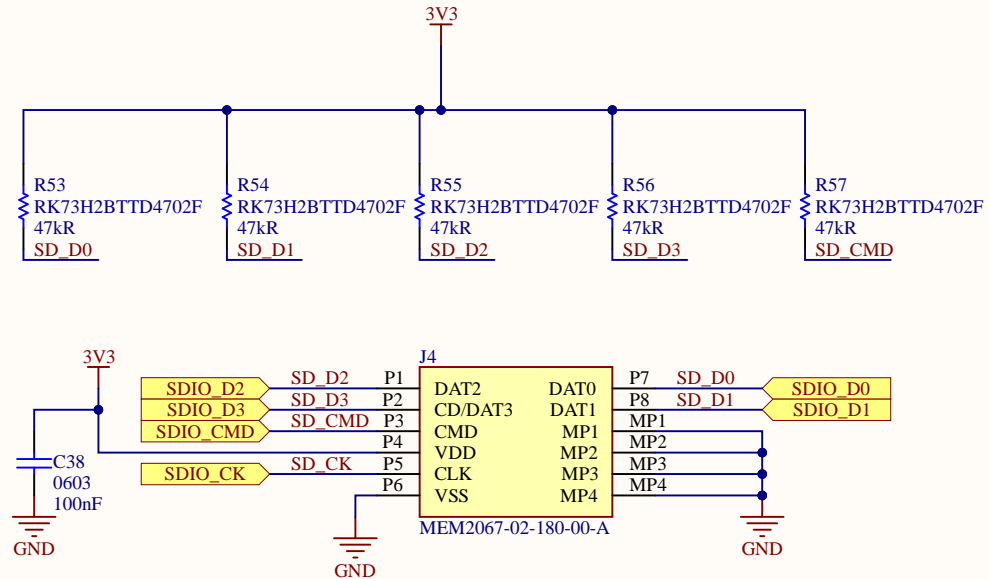 3V3
R53
RK73H2BTTD4702F
47kR
SD_D0
R54
RK73H2BTTD4702F
47kR
SD_D1
R55
RK73H2BTTD4702F
47kR
SD_D2
R56
RK73H2BTTD4702F
47kR
SD_D3
R57
RK73H2BTTD4702F
47kR
SD_CMD
3V3
C38
0603
100nF
GND
SDIO_D2
SDIO_D3
SDIO_CMD
SDIO_CK
SD_D2
SD_D3
SD_CMD
SD_CK
GND
P1
P2
P3
P4
P5
P6
J4
DAT2
CD/DAT3
CMD
VDD
CLK
VSS
DAT0
DAT1
MP1
MP2
MP3
MP4
MEM2067-02-180-00-A
P7
P8
MP1
MP2
MP3
MP4
SD_D0
SD_D1
SDIO_D0
SDIO_D1
GND